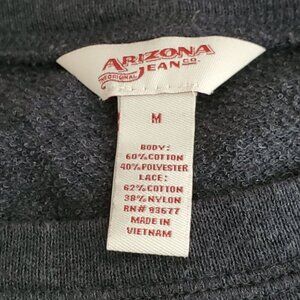 ARIZONA
THE ORIGINAL JEAN CO.
M
BODY:
60%COTTON
40%POLYESTER
LACE:
62%COTTON
38%NYLON
RN# 93677
MADE IN
VIETNAM